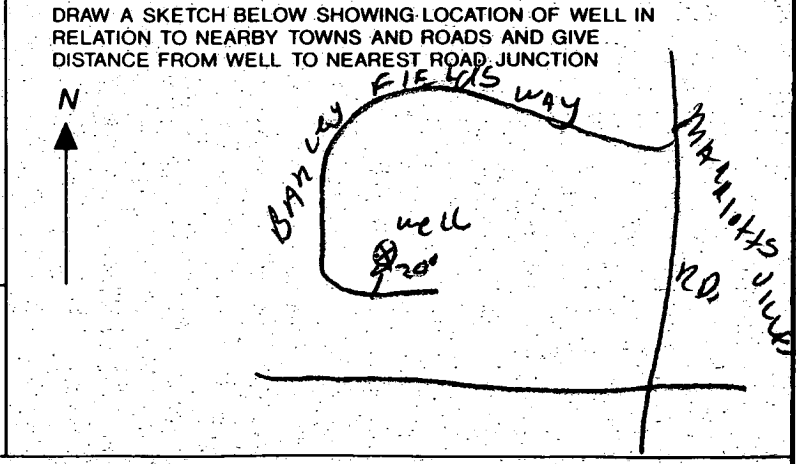 DRAW A SKETCH BELOW SHOWING LOCATION OF WELL IN
RELATION TO NEARBY TOWNS AND ROADS AND GIVE
DISTANCE FROM WELL TO NEAREST ROAD JUNCTION
N
BARLEY FIELDS WAY
MARRIOTTS
RD.
well
20'